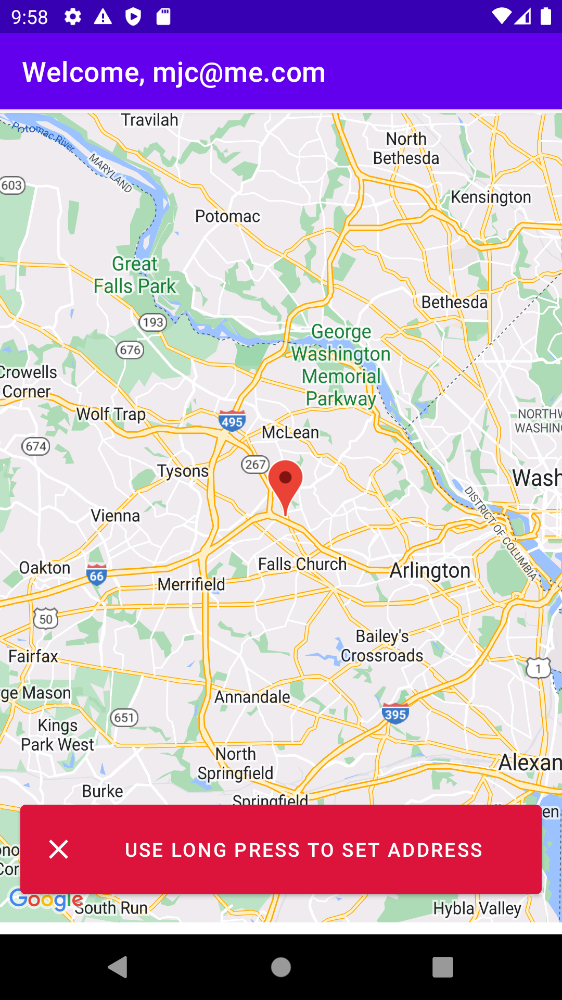 9:58
Welcome, mjc@me.com
Travilah
Potomac River
North
Bethesda
MARYLAND
603
Kensington
Potomac
Great
Falls Park
Bethesda
193
George
Washington
Memorial
Parkway
676
Crowells
Corner
Wolf Trap
495
NORTHW
WASHING
McLean
674
267
Tysons
Wash
DISTRICT OF COLUMBIA
Vienna
Falls Church
Oakton
Arlington
66
Merrifield
50
Bailey's
Crossroads
Fairfax
1
rge Mason
Annandale
395
651
Kings
Park West
North
Springfield
Alexan
Burke
Springfield
en
ono
Cor
USE LONG PRESS TO SET ADDRESS
Google
South Run
Hybla Valley